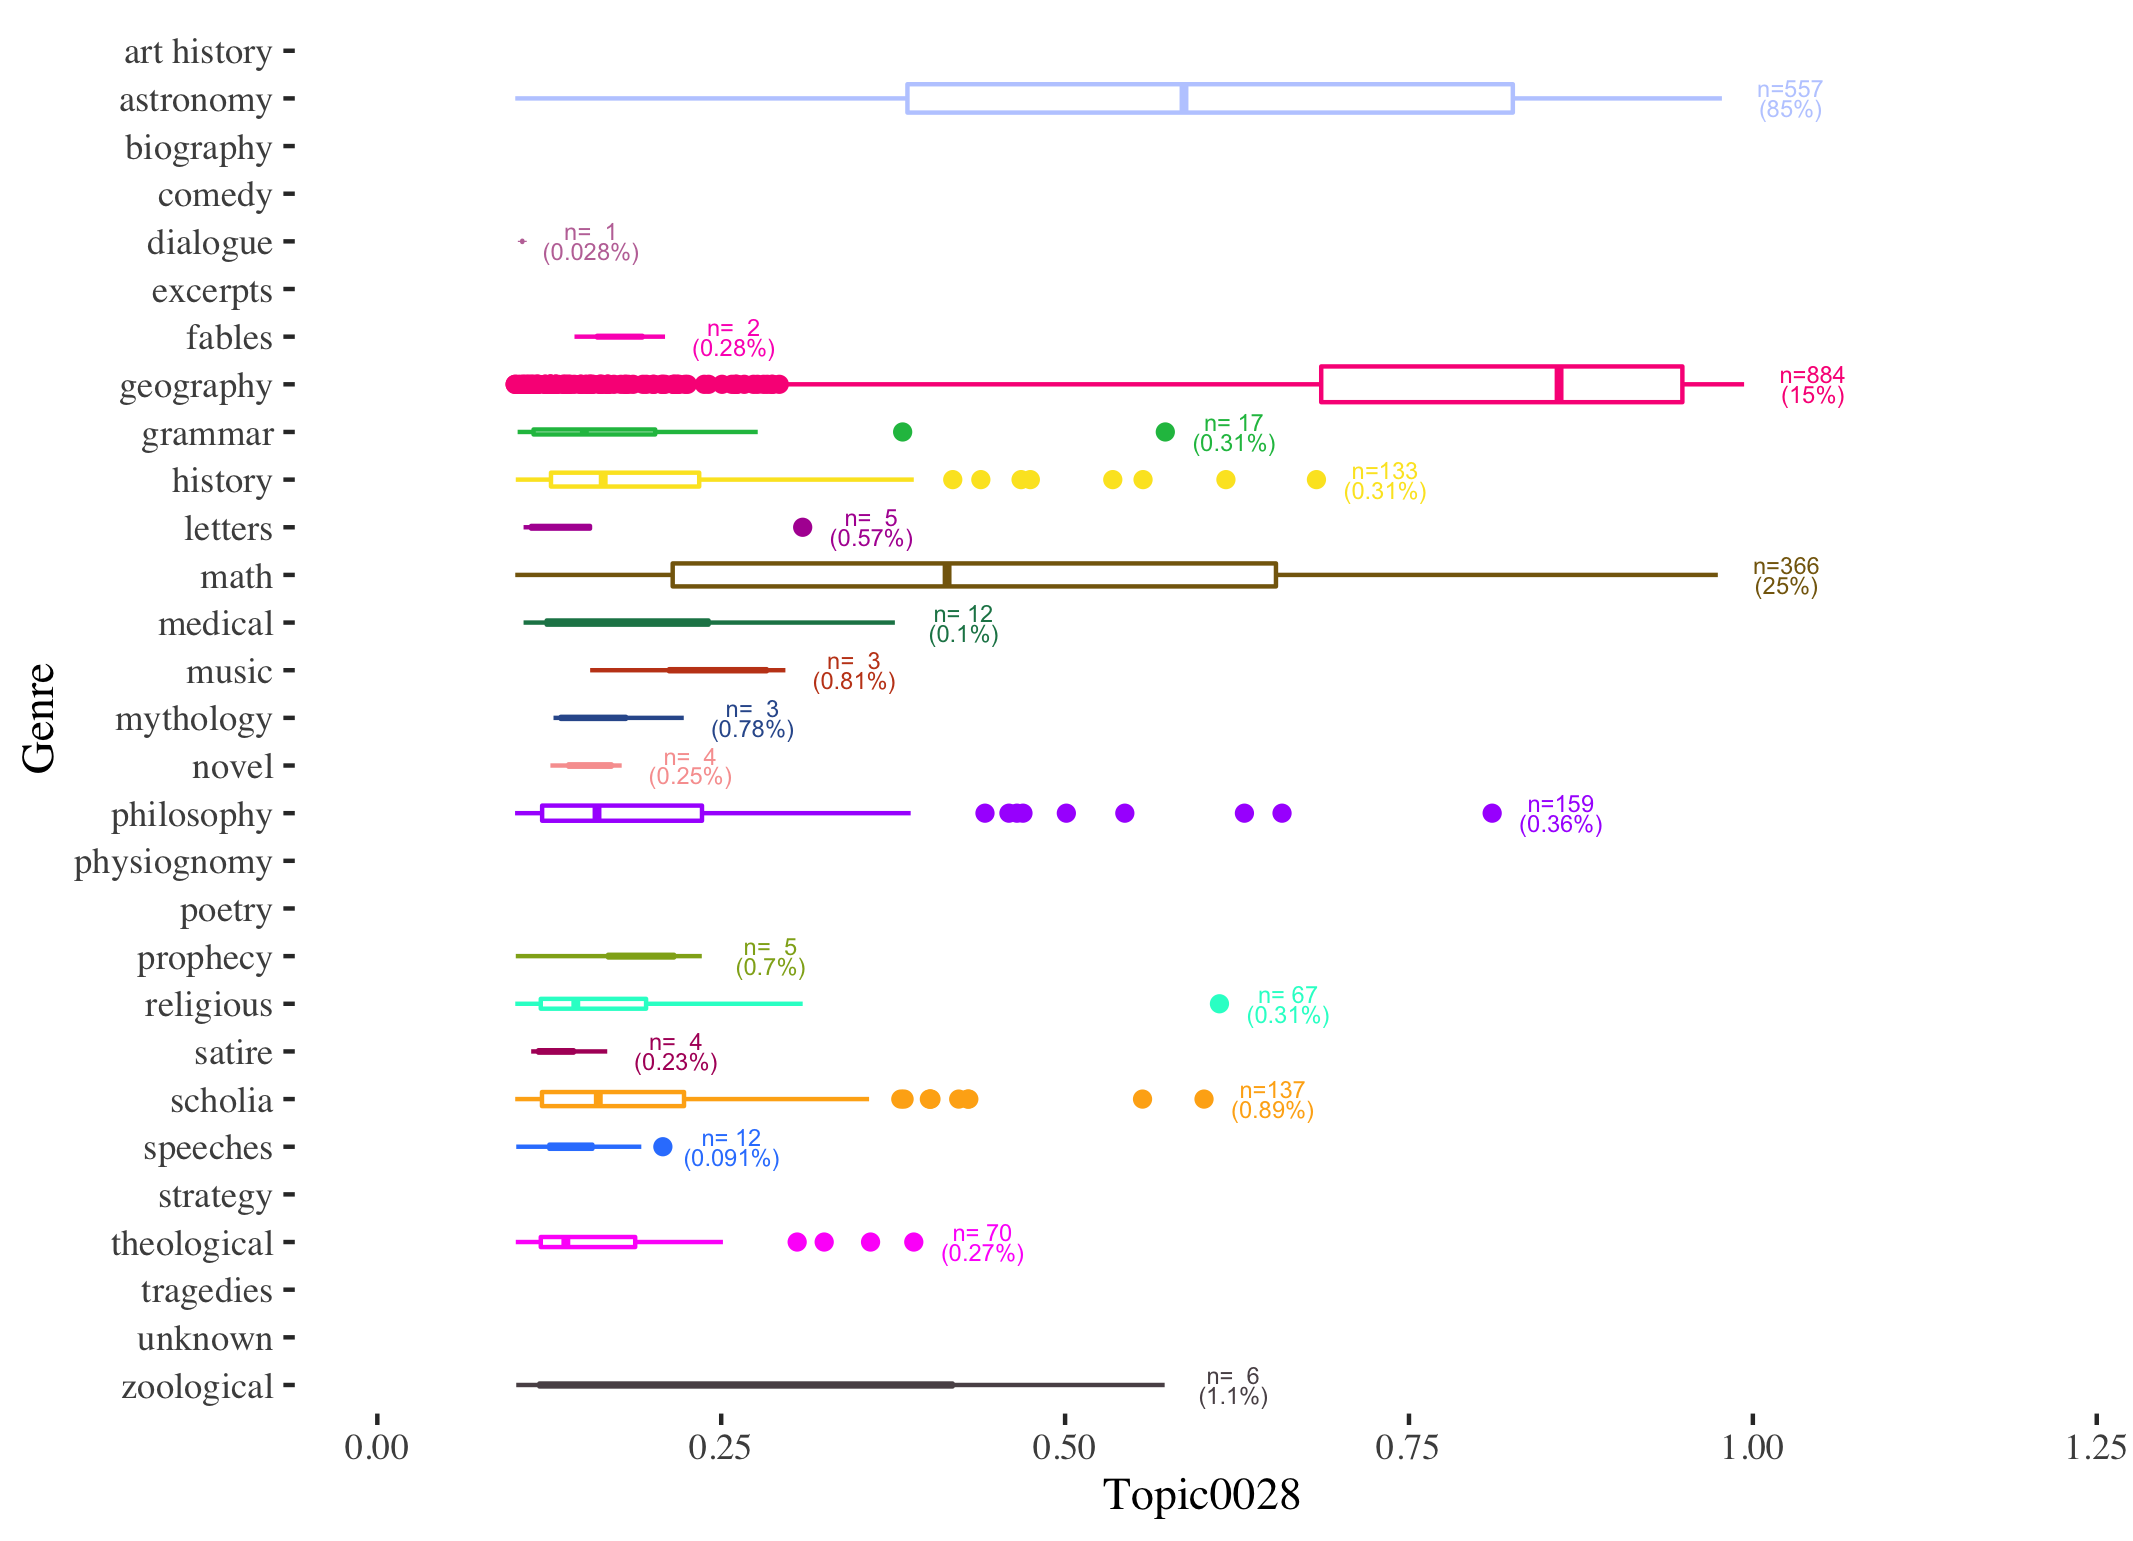 art history
astronomy
n=557
(85%)
biography
comedy
dialogue
n= 1
(0.028%)
excerpts
fables
n= 2
(0.28%)
geography
n=884
(15%)
grammar
n= 17
(0.31%)
history
n=133
(0.31%)
letters
n= 5
(0.57%)
math
n=366
(25%)
medical
n= 12
(0.1%)
music
n= 3
(0.81%)
mythology
n= 3
(0.78%)
novel
n= 4
(0.25%)
philosophy
n=159
(0.36%)
physiognomy
poetry
prophecy
n= 5
(0.7%)
religious
n= 67
(0.31%)
satire
n= 4
(0.23%)
scholia
n=137
(0.89%)
speeches
n= 12
(0.091%)
strategy
theological
n= 70
(0.27%)
tragedies
unknown
zoological
n= 6
(1.1%)
Genre
0.00 0.25 0.50 0.75 1.00 1.25
Topic0028